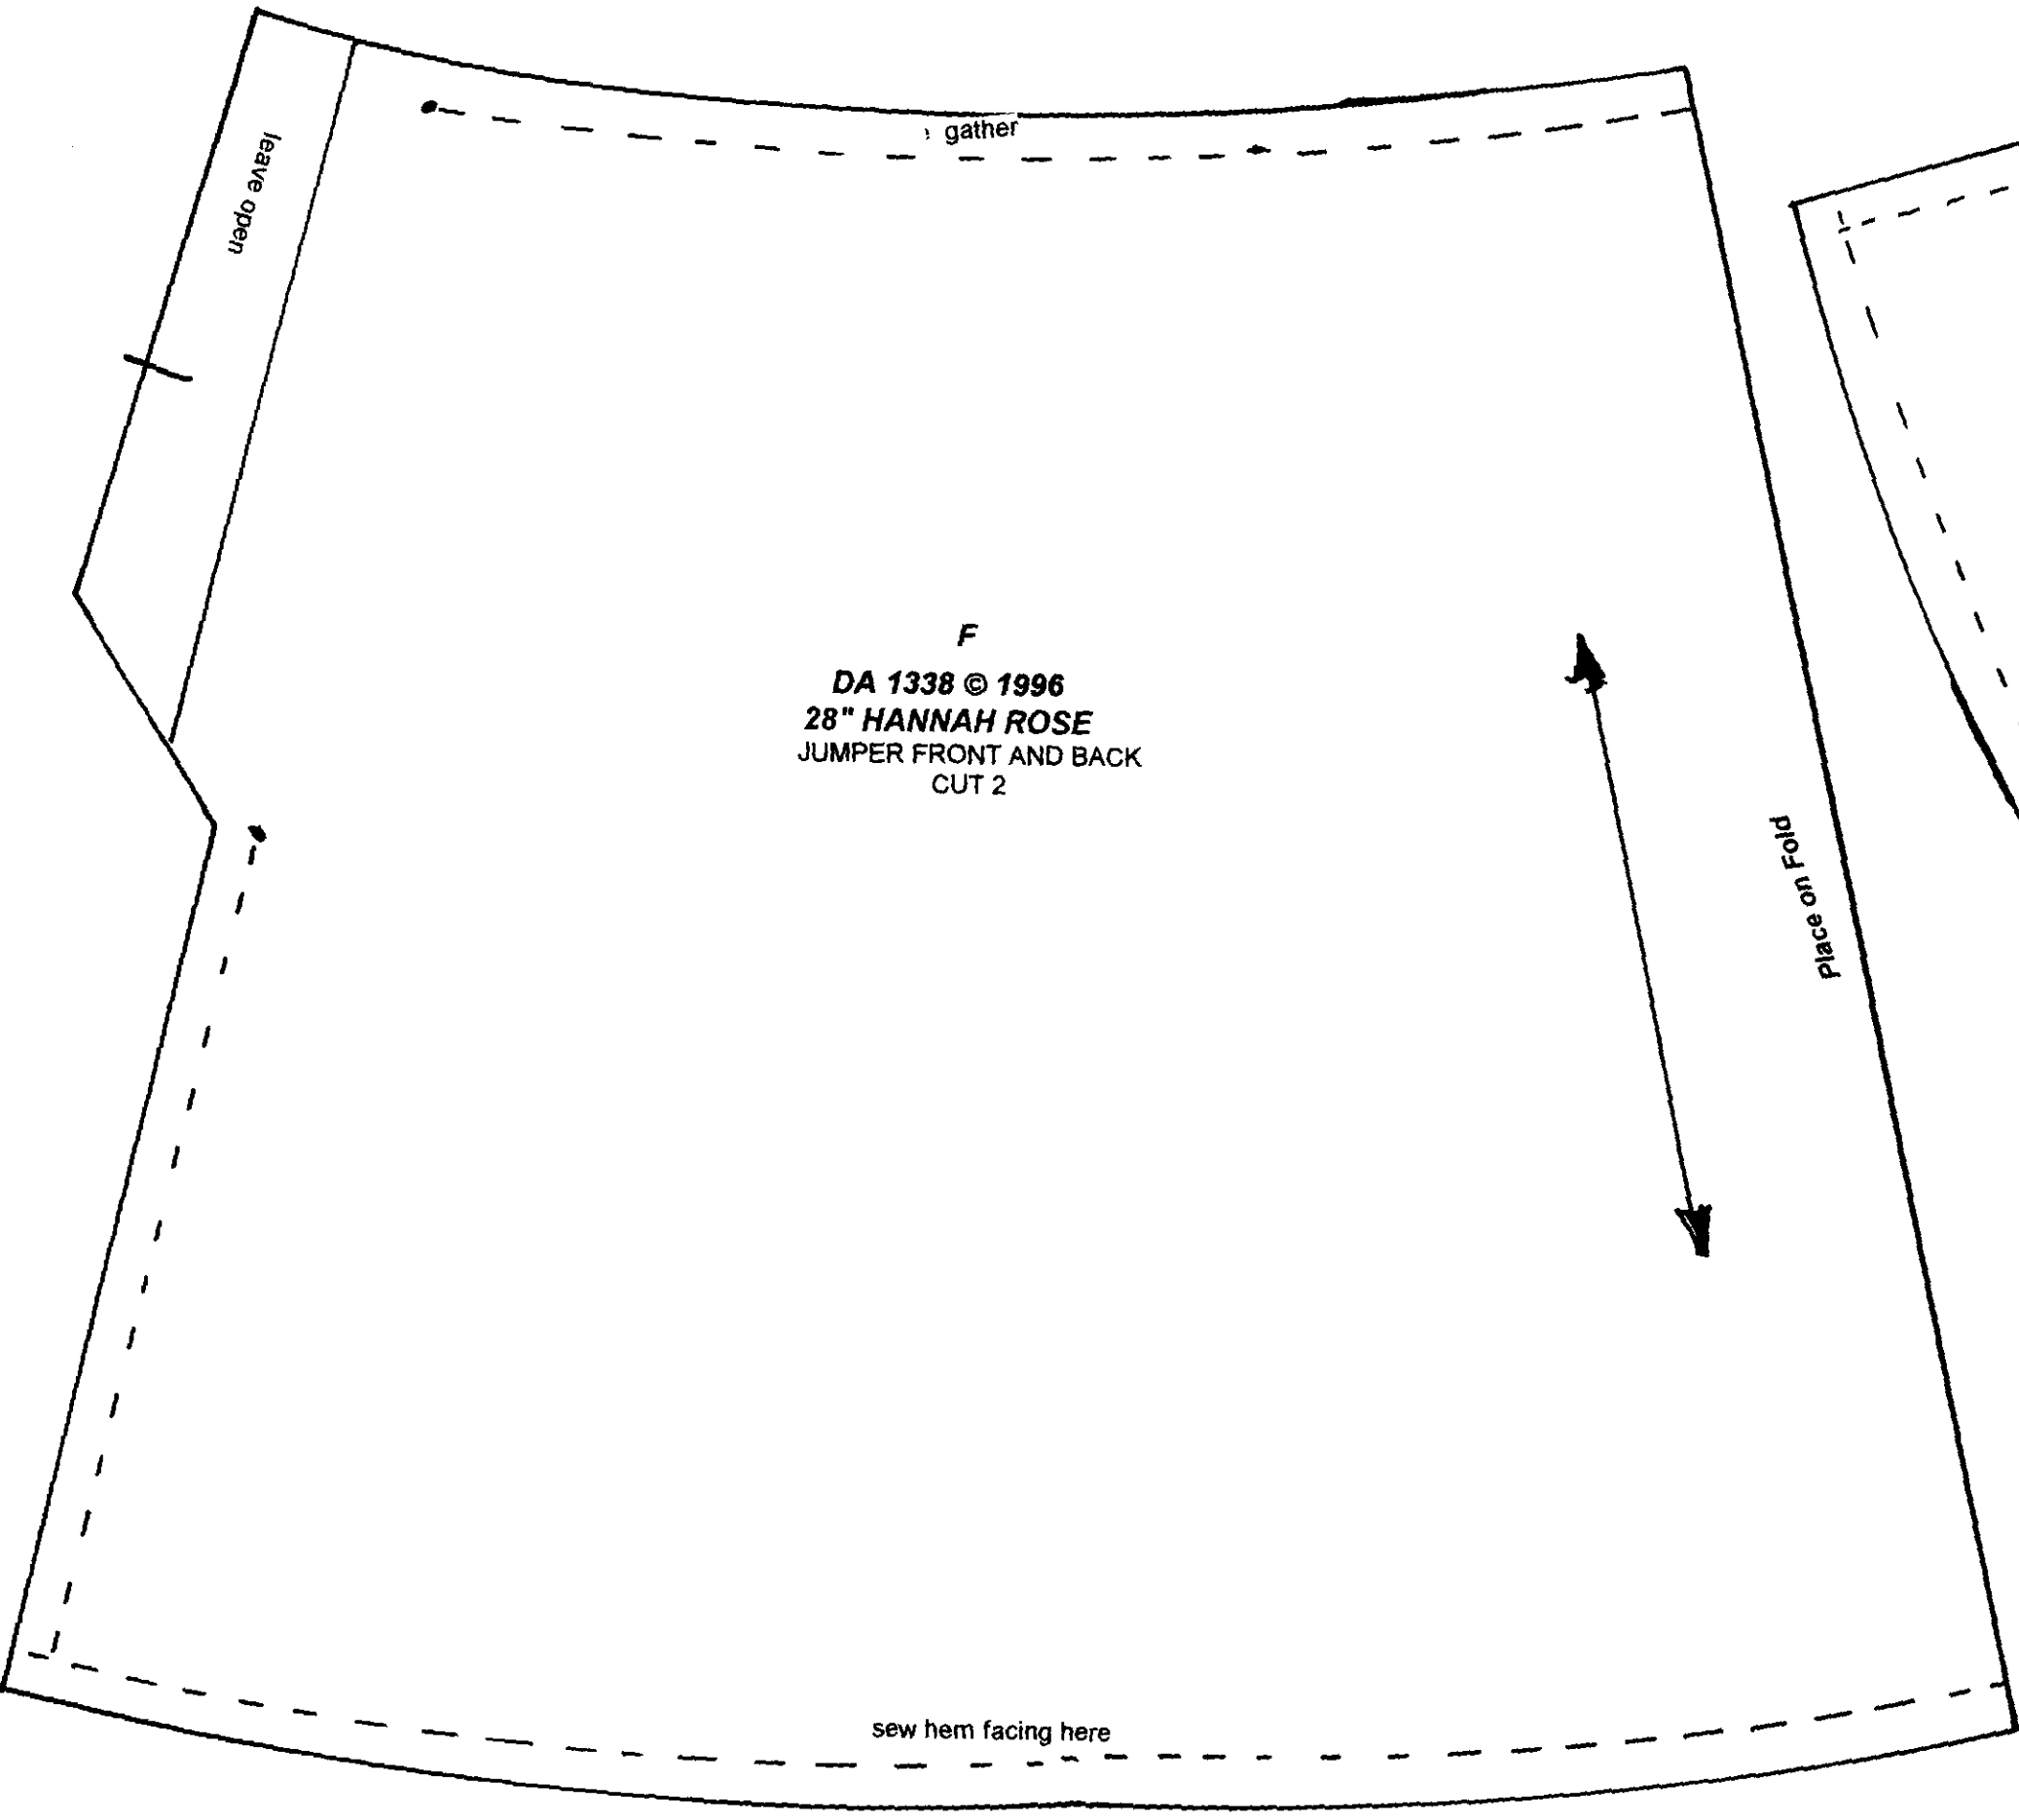 gather
leave open
F
DA 1338 © 1996
28" HANNAH ROSE
JUMPER FRONT AND BACK
CUT 2
Place on Fold
sew hem facing here